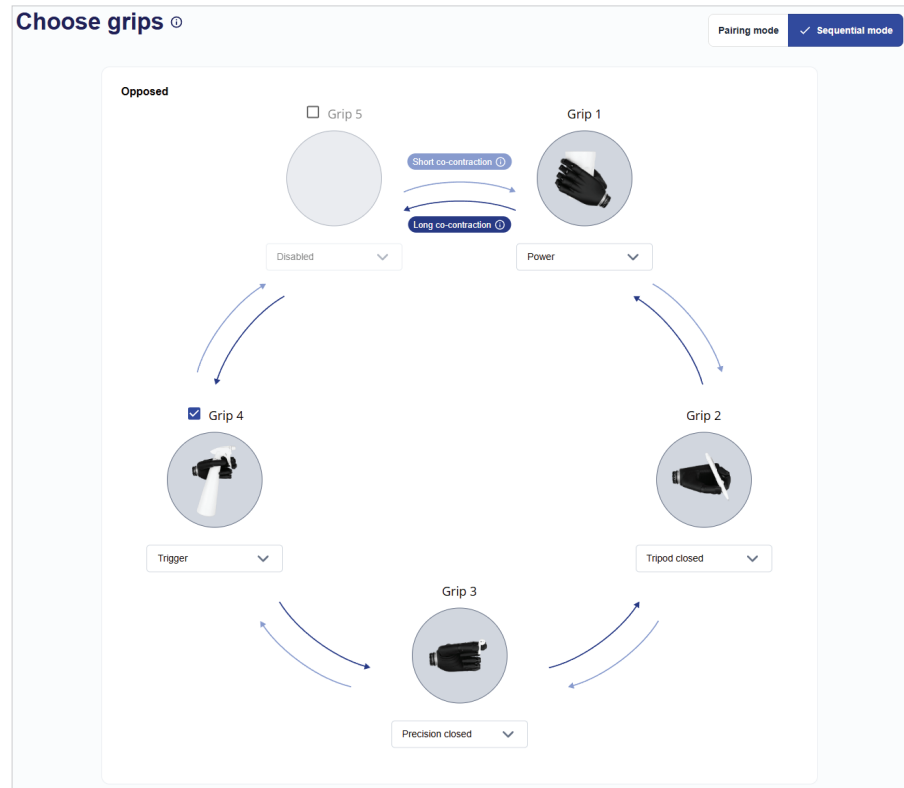 Choose grips
Pairing mode
Sequential mode
Opposed
Grip 5
Grip 1
Short co-contraction
Long co-contraction
Disabled
Power
Grip 4
Grip 2
Trigger
Tripod closed
Grip 3
Precision closed